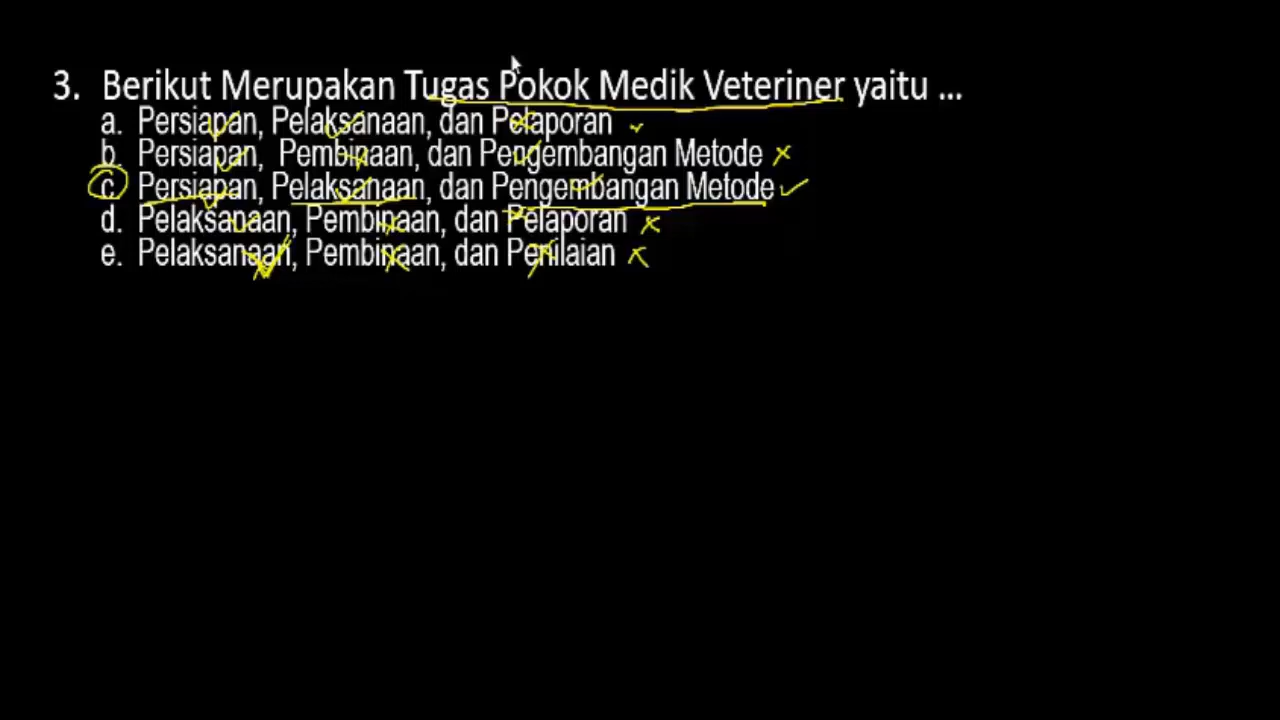 3. Berikut Merupakan Tugas Pokok Medik Veteriner yaitu ...
a. Persiapan, Pelaksanaan, dan Pelaporan
b. Persiapan, Pembinaan, dan Pengembangan Metode
c. Persiapan, Pelaksanaan, dan Pengembangan Metode
d. Pelaksanaan, Pembinaan, dan Pelaporan
e. Pelaksanaan, Pembinaan, dan Penilaian